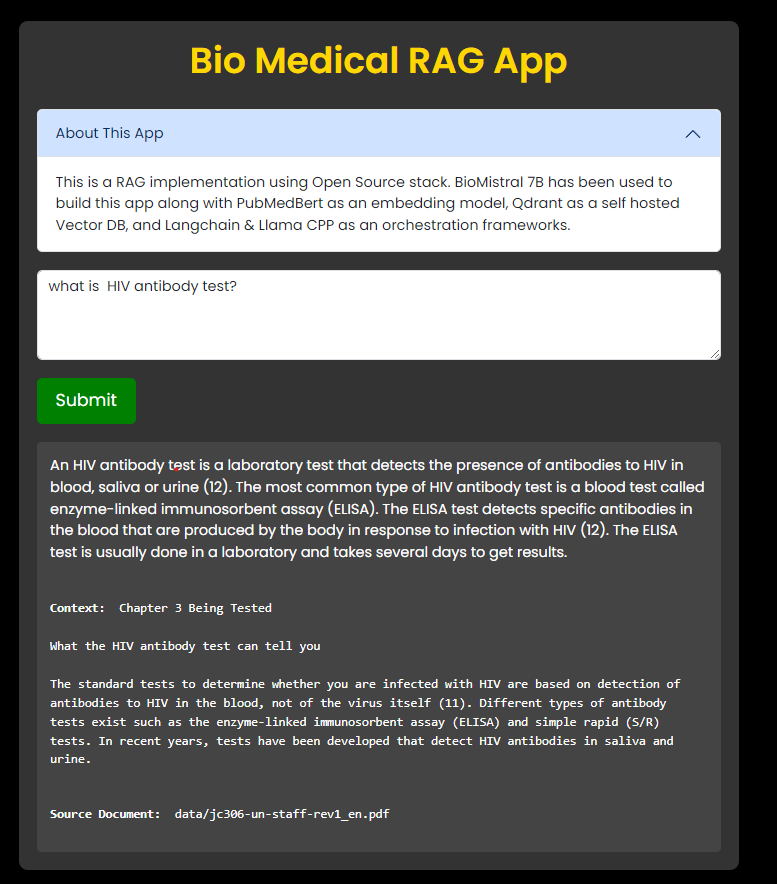 Bio Medical RAG App
About This App
This is a RAG implementation using Open Source stack. BioMistral 7B has been used to
build this app along with PubMedBert as an embedding model, Qdrant as a self hosted
Vector DB, and Langchain & Llama CPP as an orchestration frameworks.
what is  HIV antibody test?
Submit
An HIV antibody test is a laboratory test that detects the presence of antibodies to HIV in
blood, saliva or urine (12). The most common type of HIV antibody test is a blood test called
enzyme-linked immunosorbent assay (ELISA). The ELISA test detects specific antibodies in
the blood that are produced by the body in response to infection with HIV (12). The ELISA
test is usually done in a laboratory and takes several days to get results.
Context:  Chapter 3 Being Tested
What the HIV antibody test can tell you
The standard tests to determine whether you are infected with HIV are based on detection of
antibodies to HIV in the blood, not of the virus itself (11). Different types of antibody
tests exist such as the enzyme-linked immunosorbent assay (ELISA) and simple rapid (S/R)
tests. In recent years, tests have been developed that detect HIV antibodies in saliva and
urine.
Source Document:  data/jc306-un-staff-rev1_en.pdf